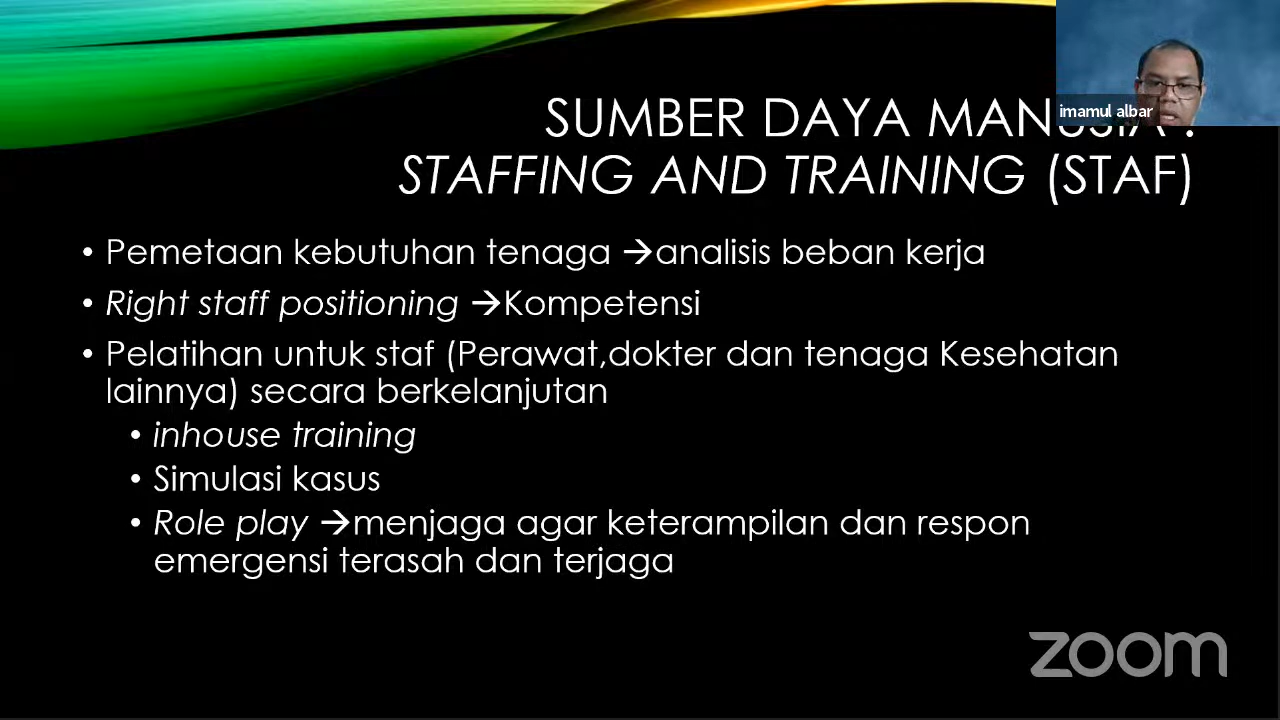 imamul albar
SUMBER DAYA MANUSIA :
STAFFING AND TRAINING (STAF)
• Pemetaan kebutuhan tenaga →analisis beban kerja
• Right staff positioning →Kompetensi
• Pelatihan untuk staf (Perawat,dokter dan tenaga Kesehatan
lainnya) secara berkelanjutan
• inhouse training
• Simulasi kasus
• Role play →menjaga agar keterampilan dan respon
emergensi terasah dan terjaga
zoom